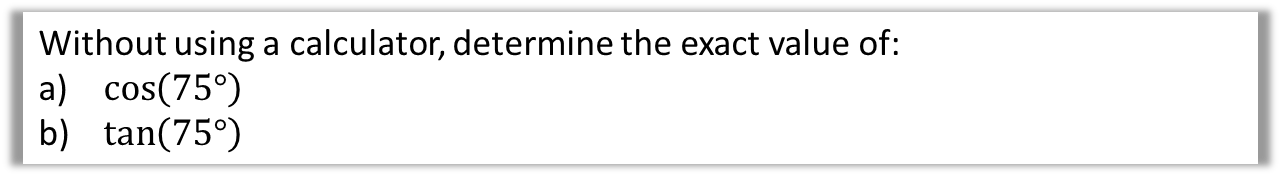 Without using a calculator, determine the exact value of:
a) cos(75°)
b) tan(75°)